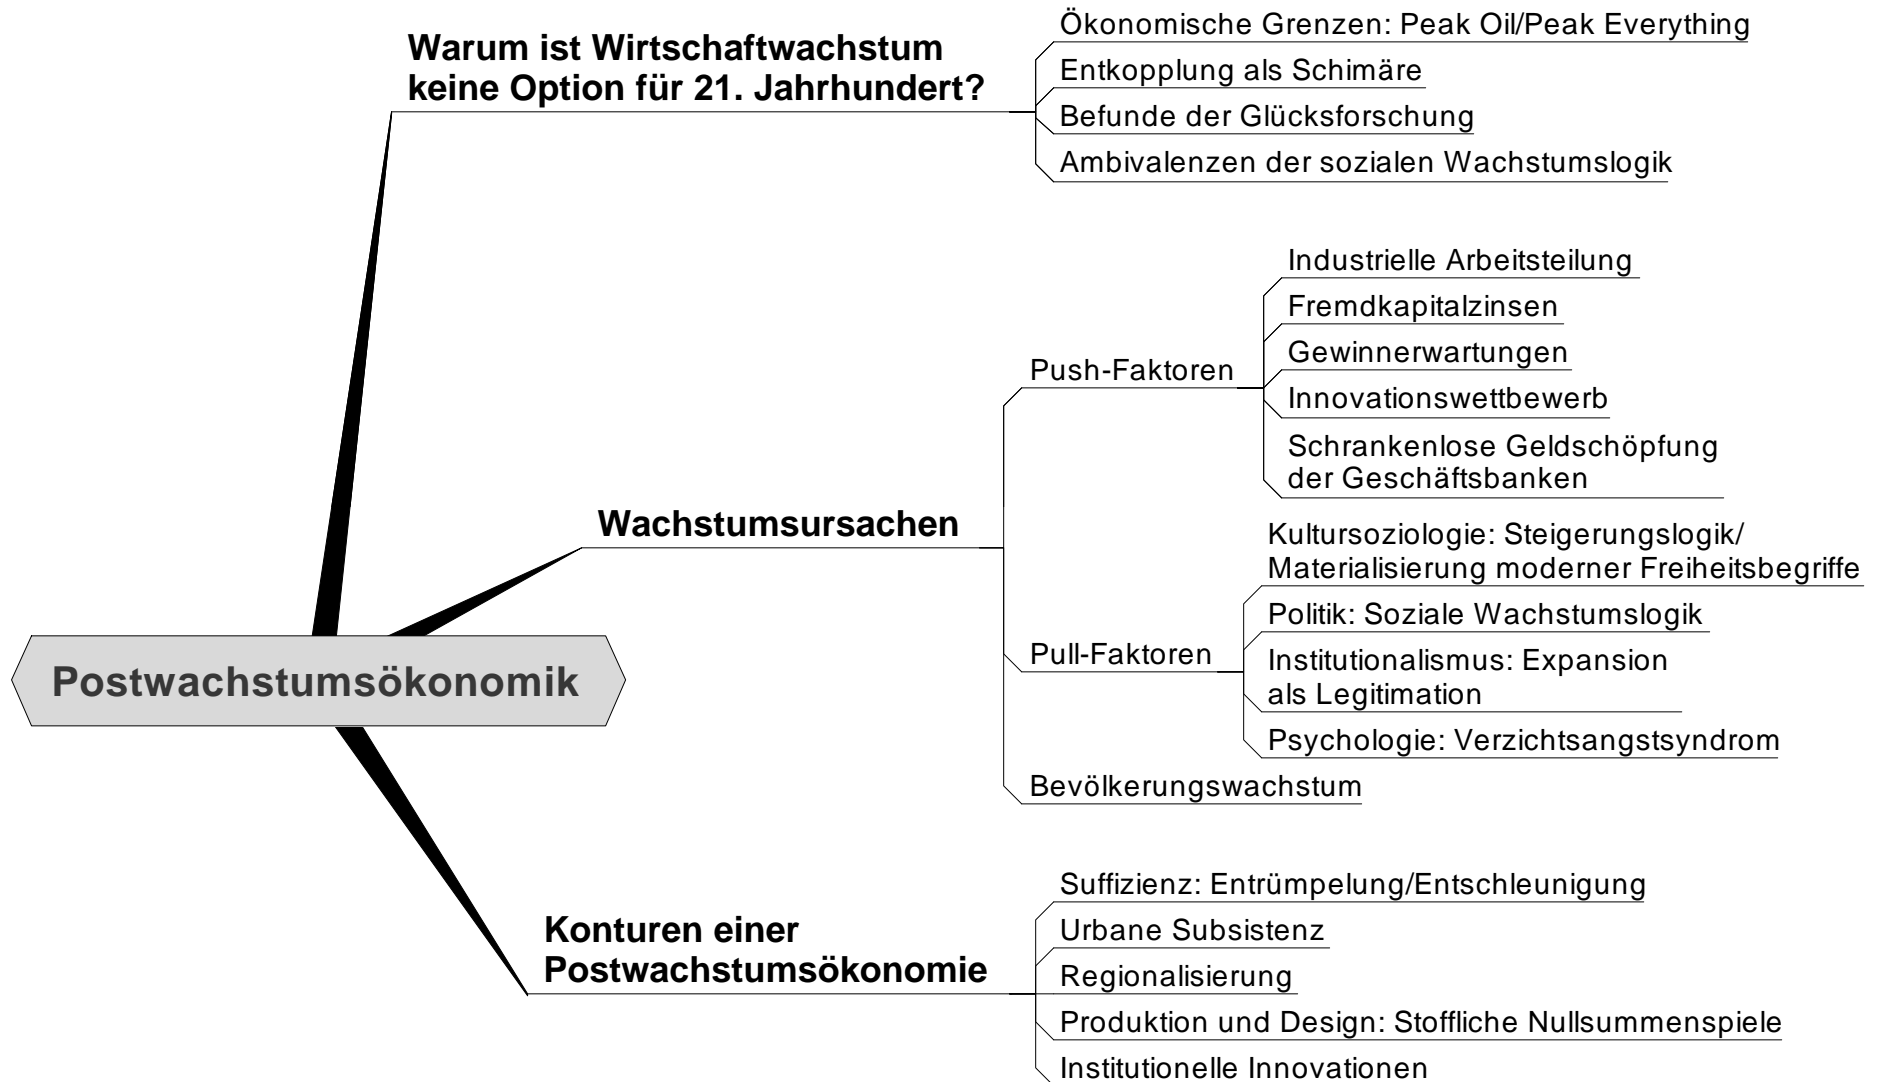 Warum ist Wirtschaftwachstum
keine Option für 21. Jahrhundert?
Ökonomische Grenzen: Peak Oil/Peak Everything
Entkopplung als Schimäre
Befunde der Glücksforschung
Ambivalenzen der sozialen Wachstumslogik
Postwachstumsökonomik
Wachstumsursachen
Push-Faktoren
Industrielle Arbeitsteilung
Fremdkapitalzinsen
Gewinnerwartungen
Innovationswettbewerb
Schrankenlose Geldschöpfung
der Geschäftsbanken
Pull-Faktoren
Kultursoziologie: Steigerungslogik/
Materialisierung moderner Freiheitsbegriffe
Politik: Soziale Wachstumslogik
Institutionalismus: Expansion
als Legitimation
Psychologie: Verzichtsangstsyndrom
Bevölkerungswachstum
Konturen einer
Postwachstumsökonomie
Suffizienz: Entrümpelung/Entschleunigung
Urbane Subsistenz
Regionalisierung
Produktion und Design: Stoffliche Nullsummenspiele
Institutionelle Innovationen